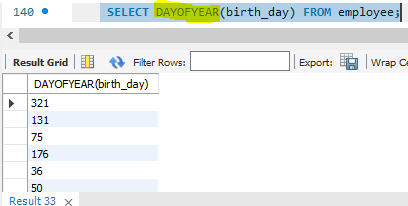 140 SELECT DAYOFYEAR(birth_day) FROM employee;
Result Grid Filter Rows: Export: Wrap Ce
DAYOFYEAR(birth_day)
321
131
75
176
36
50
Result 33 ×